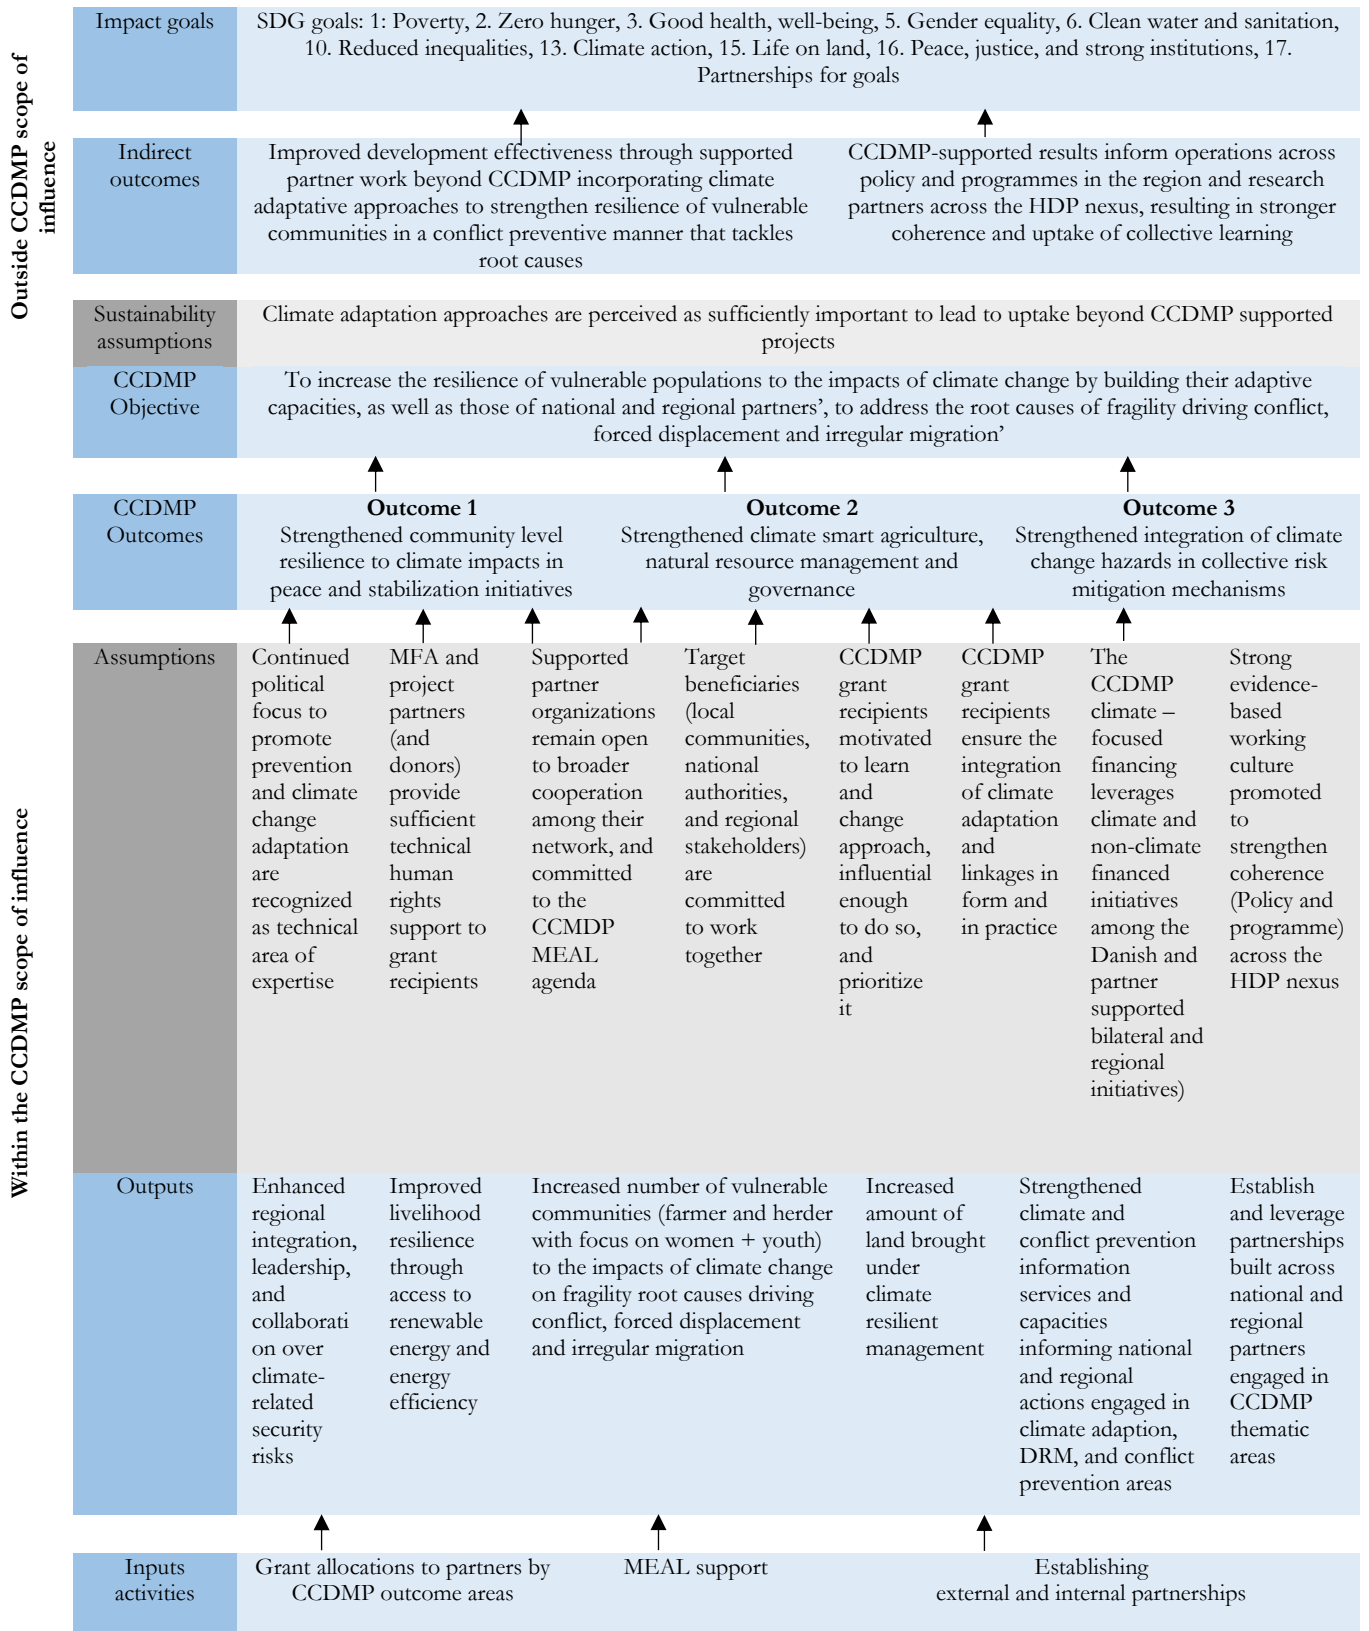 Outside CCDMP scope of
influence
Impact goals
SDG goals: 1: Poverty, 2. Zero hunger, 3. Good health, well-being, 5. Gender equality, 6. Clean water and sanitation,
10. Reduced inequalities, 13. Climate action, 15. Life on land, 16. Peace, justice, and strong institutions, 17.
Partnerships for goals
Indirect
outcomes
Improved development effectiveness through supported
partner work beyond CCDMP incorporating climate
adaptative approaches to strengthen resilience of vulnerable
communities in a conflict preventive manner that tackles
root causes
CCDMP-supported results inform operations across
policy and programmes in the region and research
partners across the HDP nexus, resulting in stronger
coherence and uptake of collective learning
Sustainability
assumptions
Climate adaptation approaches are perceived as sufficiently important to lead to uptake beyond CCDMP supported
projects
Within the CCDMP scope of influence
CCDMP
Objective
To increase the resilience of vulnerable populations to the impacts of climate change by building their adaptive
capacities, as well as those of national and regional partners’, to address the root causes of fragility driving conflict,
forced displacement and irregular migration’
CCDMP
Outcomes
Outcome 1
Strengthened community level
resilience to climate impacts in
peace and stabilization initiatives
Outcome 2
Strengthened climate smart agriculture,
natural resource management and
governance
Outcome 3
Strengthened integration of climate
change hazards in collective risk
mitigation mechanisms
Assumptions
Continued
political
focus to
promote
prevention
and climate
change
adaptation
are
recognized
as technical
area of
expertise
MFA and
project
partners
(and
donors)
provide
sufficient
technical
human
rights
support to
grant
recipients
Supported
partner
organizations
remain open
to broader
cooperation
among their
network, and
committed
to the
CCMDP
MEAL
agenda
Target
beneficiaries
(local
communities,
national
authorities,
and regional
stakeholders)
are
committed
to work
together
CCDMP
grant
recipients
motivated
to learn
and
change
approach,
influential
enough
to do so,
and
prioritize
it
CCDMP
grant
recipients
ensure the
integration
of climate
adaptation
and
linkages in
form and
in practice
The
CCDMP
climate –
focused
financing
leverages
climate and
non-climate
financed
initiatives
among the
Danish and
partner
supported
bilateral and
regional
initiatives)
Strong
evidence-
based
working
culture
promoted
to
strengthen
coherence
(Policy and
programme)
across the
HDP nexus
Outputs
Enhanced
regional
integration,
leadership,
and
collaborati
on over
climate-
related
security
risks
Improved
livelihood
resilience
through
access to
renewable
energy and
energy
efficiency
Increased number of vulnerable
communities (farmer and herder
with focus on women + youth)
to the impacts of climate change
on fragility root causes driving
conflict, forced displacement
and irregular migration
Increased
amount of
land brought
under
climate
resilient
management
Strengthened
climate and
conflict prevention
information
services and
capacities
informing national
and regional
actions engaged in
climate adaption,
DRM, and conflict
prevention areas
Establish
and leverage
partnerships
built across
national and
regional
partners
engaged in
CCDMP
thematic
areas
Inputs
activities
Grant allocations to partners by
CCDMP outcome areas
MEAL support
Establishing
external and internal partnerships